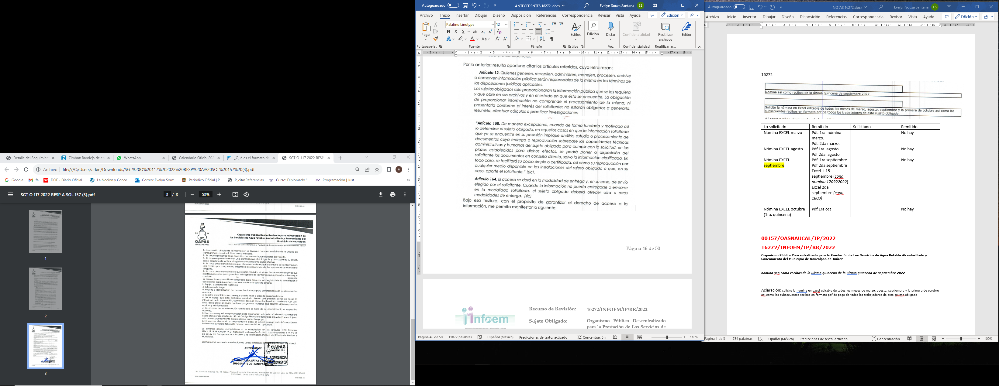 Detalle del Seguimien
Zimbra: Bandeja de en
WhatsApp
Calendario Oficial 202
¿Qué es el formato de
SGT O 117 2022 RESP
Archivo
file:///C:/Users/arkin/Downloads/SGT%20O%20117%202022%20RESP%20A%20SOL%20157%20(3).pdf
Google
fa
DOF - Diario Oficial...
La Nocion y Conce...
Correo: Evelyn Souz...
Periódico Oficial | P...
P_citasReferencias
Curso: Diplomado "...
Programación | Just...
SGT O 117 2022 RESP A SOL 157 (3).pdf
3 / 3
53%
1
2
3
23 24
OAPAS
NAUCALPAN
Organismo Público Descentralizado para la Prestación de
los Servicios de Agua Potable, Alcantarillado y Saneamiento del
Municipio de Naucalpan
"2022. Año del Quincentenario de la Fundación de Toluca de Lerdo, Capital del Estado de México"
1.- La consulta directa de la información se llevará a cabo en la oficina de la Unidad de
Transparencia, con domicilio al calce indicado.
2.- Se deberá presentar en el domicilio citado en un horario laboral, previa cita.
3.- Se requiere presentarse con una identificación oficial vigente y con copia de su acuse,
con el propósito de realizar el registro correspondiente en las oficinas.
4.- Se hace de su conocimiento que, al momento de realizar la consulta de la información,
será asistido por una persona adscrita a la subgerencia de transparencia de este sujeto
obligado.
5.- Se hace de su conocimiento que existen medidas técnicas, físicas y administrativas que
resultan necesarias para garantizar la integridad de la información a consultar, mismas que
consisten en lo siguiente:
a. Instalaciones y mobiliario adecuado para asegurar la integridad de la información y
condiciones para que usted pueda acceder a la consulta directa.
b. Equipo y personal de vigilancia
c. Extintores de fuego
d. Registro e identificación del personal autorizado para el tratamiento de los documentos
a revisar.
e. Registro e identificación para que pueda llevar a cabo la consulta directa.
6. Se le indica que está prohibido introducir objetos que puedan poner en riesgo la
integridad de la información, como es el caso de alimentos, líquidos o hardware (CD, USB,
DVD, disco duro) al poder contener programas malignos que resulten dañinos para los
equipos y la información.
7. En el caso de la información clasificada se hará de su conocimiento el respectivo
acuerdo.
8. En caso de requerir la reproducción de la información se le indicará el monto que deberá
cubrir atendiendo al artículo 148 del Código Financiero del Estado de México y Municipios;
así como el procedimiento para realizar el respectivo pago.
9. En su caso, efectuado y comprobado el pago, se le hará entrega de la información en
los términos que para tal efecto marque la normatividad aplicable.
Lo anterior, dando cumplimiento a lo establecido en los artículos 1,2,3 fracción
XLIV,4,12,16,23 fracción IV, 24 fracción XI y último párrafo, 50,51,52,53 fracciones II, IV, V y VI
de la Ley de Transparencia y Acceso a la Información Pública del Estado de México y
Municipios.
Sin más por el momento, me despido de usted, reiterando disposición institucional.
ATENTAMENTE
SUBGERENTE DE TRANSPARENCIA
OAPAS
NAUCALPAN
SUBGERENCIA
Autoguardado
ANTECEDENTES 16272 .docx
Evelyn Souza Santana
ES
Archivo Inicio Insertar Dibujar Diseño Disposición Referencias Correspondencia Revisar Vista Ayuda
Edición
Palatino Linotype
12
Pegar
Estilos
Edición
Dictar
Confidencialidad
Reutilizar archivos
Editor
Portapapeles Fuente Párrafo Estilos Voz Confidencialidad Reutilizar ar...
Por lo anterior; resulta oportuno citar los artículos referidos, cuya letra rezan:
Artículo 12. Quienes generen, recopilen, administren, manejen, procesen, archive
o conserven información pública serán responsables de la misma en los términos de
las disposiciones jurídicas aplicables.
Los sujetos obligados solo proporcionaran la información pública que se les requiera
y que obre en sus archivos y en el estado en que ésta se encuentre. La obligación
de proporcionar información no comprende el procesamiento de la misma, ni
presentarla conforme al interés del solicitante; no estarán obligados a generarla,
resumirla, efectuar cálculos o practicar investigaciones.
"Artículo 158. De manera excepcional, cuando de forma fundada y motivada así
lo determine el sujeto obligado, en aquellos casos en que la información solicitada
que ya se encuentre en su posesión implique análisis, estudio o procesamiento de
documentos cuya entrega o reproducción sobrepase las capacidades técnicas
administrativas y humanas del sujeto obligado para cumplir con la solicitud, en los
plazos establecidos para dichos efectos, se podrá poner a disposición del
solicitante los documentos en consulta directa, salvo la información clasificada. En
todo caso, se facilitará su copia simple o certificada, así como su reproducción por
cualquier medio disponible en las instalaciones del sujeto obligado o que, en su
caso, aporte el solicitante." (sic).
Artículo 164. El acceso se dará en la modalidad de entrega y, en su caso, de envío
elegido por el solicitante. Cuando la información no pueda entregarse o enviarse
en la modalidad solicitada, el sujeto obligado deberá ofrecer otra u otras
modalidades de entrega. (sic)
Bajo esa tesitura, con el propósito de garantizar el derecho de acceso a la
información, me permito manifestar lo siguiente:
Página 46 de 50
infoem
Recurso de Revisión: 16272/INFOEM/IP/RR/2022
Sujeto Obligado: Organismo Público Descentralizado
para la Prestación de Los Servicios de
Página 46 de 50 11072 palabras Español (México) Predicciones de texto: activado Concentración 110%
Autoguardado
NOTAS 16272.docx
Evelyn Souza Santana
ES
Archivo Inicio Insertar Dibujar Diseño Disposición Referencias Correspondencia Revisar Vista Ayuda
Edición
16272
Nomina asi como recibos de la última quincena de septiembre 2022
Solicito la nómina en Excel editable de todos los meses de marzo, agosto, septiembre y la primera de octubre asi como los
subsecuentes recibos en formato pdf de todos los trabajadores de este sujeto obligado.
Lo solicitado Remitido Solicitado Remitido
Nómina EXCEL marzo Pdf. 1ra. nómina marzo. No hay
Pdf. 2da marzo.
Nómina EXCEL agosto Pdf.1ra. agosto No hay
Pdf 2da. agosto
Nómina EXCEL septiembre Pdf. 1ra septiembre No hay
Pdf 2da septiembre
Excel 1-15
septiembre (conc
nomina 170922022)
Excel 2da
septiembre (conc
1809)
Nómina EXCEL octubre (1ra. quincena) Pdf.1ra oct No hay
00157/OASNAUCAL/IP/2022
16272/INFOEM/IP/RR/2022
Organismo Público Descentralizado para la Prestación de Los Servicios de Agua Potable Alcantarillado y
Saneamiento del Municipio de Naucalpan de Juárez
nomina sep como recibos de la ultima quincena de la ultima quincena de septiembre 2022
Aclaración: solicito la nomina en excel editable de todos los meses de marzo, agosto, septiembre y la primera de octubre
asi como los subsecuentes recibos en formato pdf de pago de todos los trabajadores de este suijeto obligado
Página 1 de 3 784 palabras Español (México) Predicciones de texto: activado Concentración 100%